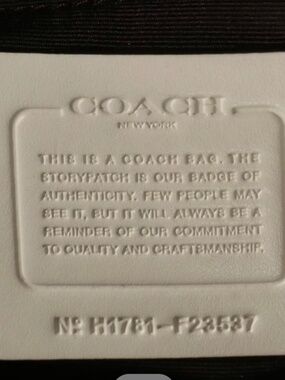 COACH
NEW YORK
THIS IS A COACH BAG. THE
STORYPATCH IS OUR BADGE OF
AUTHENTICITY. FEW PEOPLE MAY
SEE IT, BUT IT WILL ALWAYS BE A
REMINDER OF OUR COMMITMENT
TO QUALITY AND CRAFTSMANSHIP.
Nº H1781-F23537